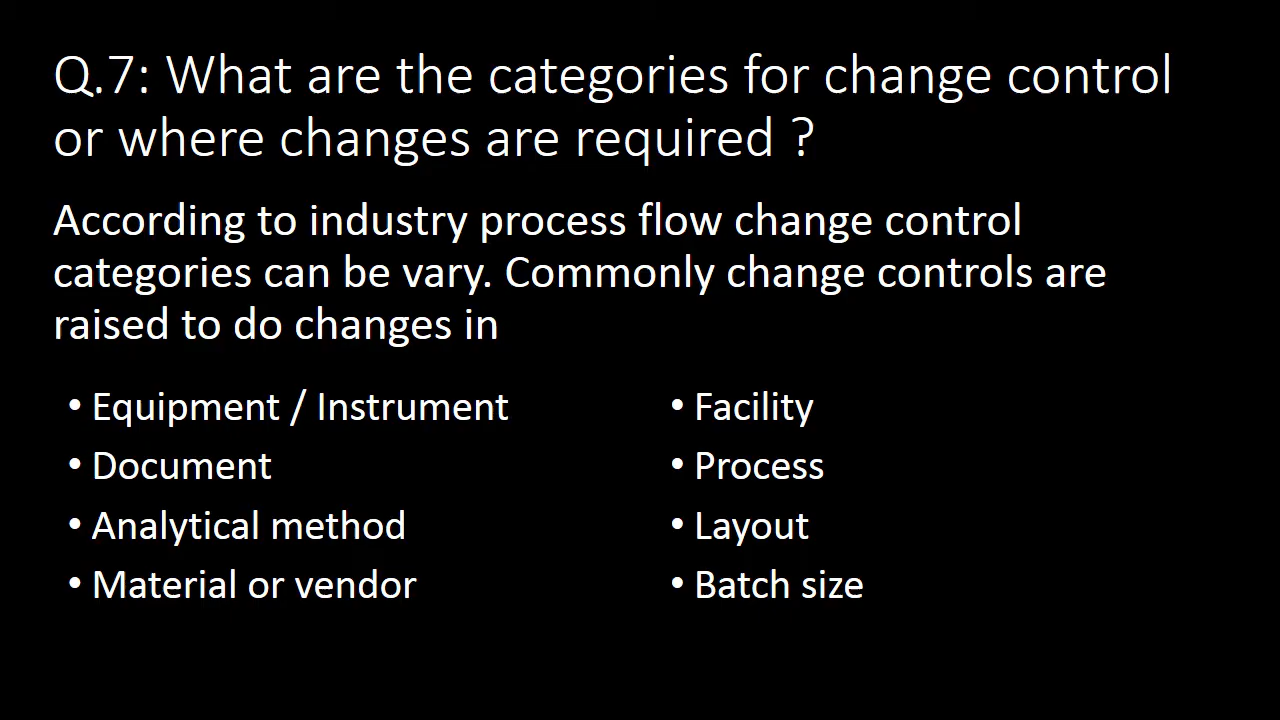 Q.7: What are the categories for change control
or where changes are required ?
According to industry process flow change control
categories can be vary. Commonly change controls are
raised to do changes in
• Equipment / Instrument
• Document
• Analytical method
• Material or vendor
• Facility
• Process
• Layout
• Batch size